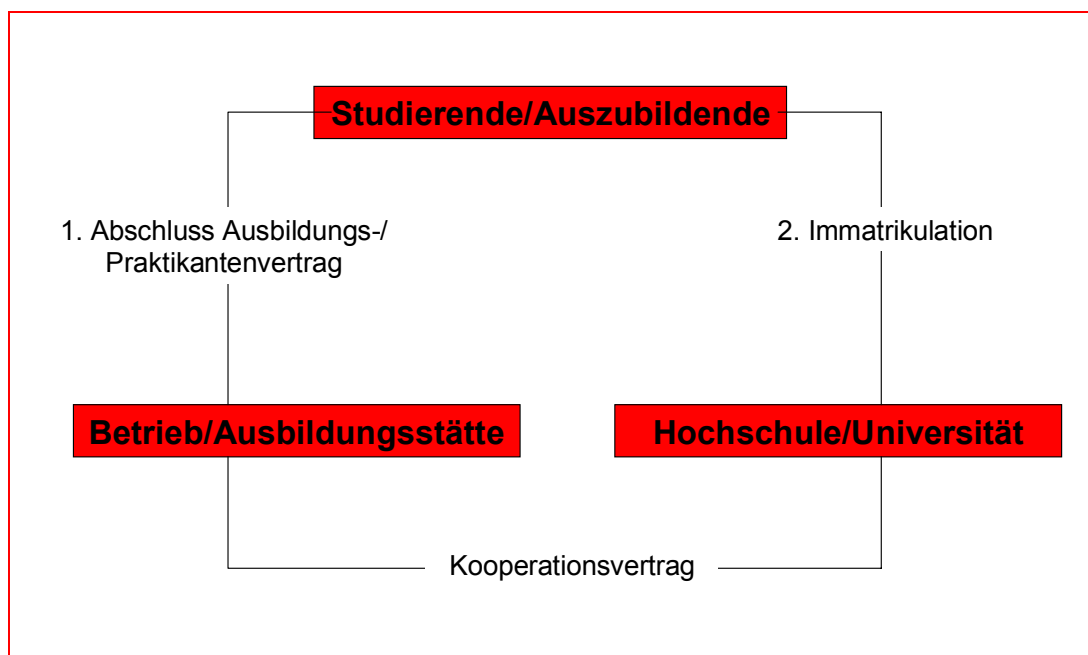 Studierende/Auszubildende
1. Abschluss Ausbildungs-/
Praktikantenvertrag
2. Immatrikulation
Betrieb/Ausbildungsstätte
Hochschule/Universität
Kooperationsvertrag